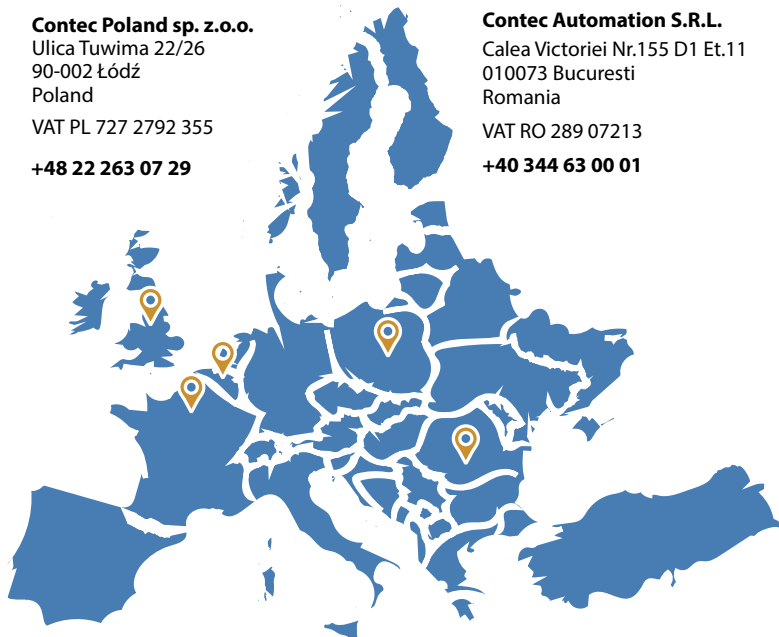 Contec Poland sp. z.o.o.
Ulica Tuwima 22/26
90-002 Łódź
Poland
VAT PL 727 2792 355
+48 22 263 07 29
Contec Automation S.R.L.
Calea Victoriei Nr.155 D1 Et.11
010073 Bucuresti
Romania
VAT RO 289 07213
+40 344 63 00 01